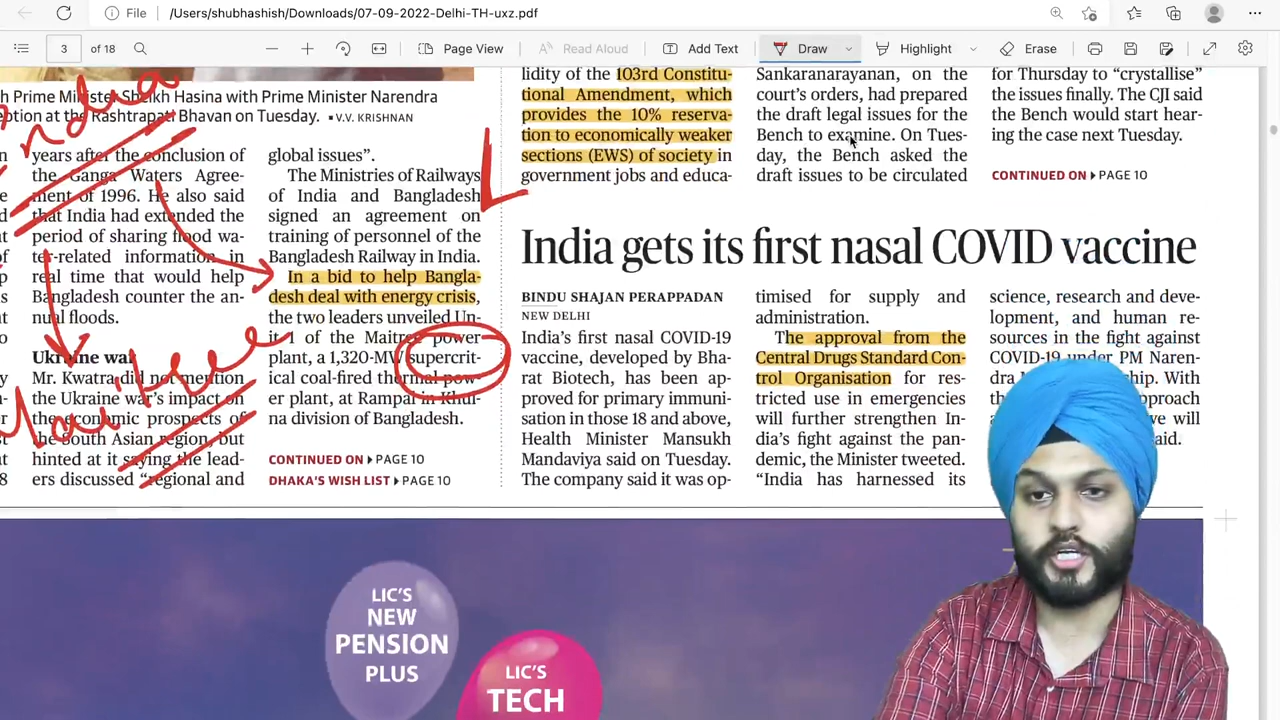 File
/Users/shubhashish/Downloads/07-09-2022-Delhi-TH-uxz.pdf
3 of 18
Page View
Read Aloud
Add Text
Draw
Highlight
Erase
h Prime Minister Sheikh Hasina with Prime Minister Narendra
eption at the Rashtrapati Bhavan on Tuesday. ▪ V.V. KRISHNAN
India
years after the conclusion of
the Ganga Waters Agree-
ment of 1996. He also said
that India had extended the
period of sharing flood wa-
ter-related information in
real time that would help
Bangladesh counter the an-
nual floods.
Ukraine war
Mr. Kwatra did not mention
the Ukraine war's impact on
the economic prospects of
the South Asian region, but
hinted at it saying the lead-
ers discussed "regional and
Maitree
global issues".
The Ministries of Railways
of India and Bangladesh
signed an agreement on
training of personnel of the
Bangladesh Railway in India.
In a bid to help Bangla-
desh deal with energy crisis,
the two leaders unveiled Un-
it 1 of the Maitree power
plant, a 1,320-MW supercrit-
ical coal-fired thermal pow-
er plant, at Rampal in Khul-
na division of Bangladesh.
CONTINUED ON ▸ PAGE 10
DHAKA'S WISH LIST ▸ PAGE 10
lidity of the 103rd Constitu-
tional Amendment, which
provides the 10% reserva-
tion to economically weaker
sections (EWS) of society in
government jobs and educa-
Sankaranarayanan, on the
court's orders, had prepared
the draft legal issues for the
Bench to examine. On Tues-
day, the Bench asked the
draft issues to be circulated
for Thursday to "crystallise"
the issues finally. The CJI said
the Bench would start hear-
ing the case next Tuesday.
CONTINUED ON ▸ PAGE 10
India gets its first nasal COVID vaccine
BINDU SHAJAN PERAPPADAN
NEW DELHI
India's first nasal COVID-19
vaccine, developed by Bha-
rat Biotech, has been ap-
proved for primary immuni-
sation in those 18 and above,
Health Minister Mansukh
Mandaviya said on Tuesday.
The company said it was op-
timised for supply and
administration.
The approval from the
Central Drugs Standard Con-
trol Organisation for res-
tricted use in emergencies
will further strengthen In-
dia's fight against the pan-
demic, the Minister tweeted.
"India has harnessed its
science, research and deve-
lopment, and human re-
sources in the fight against
COVID-19 under PM Naren-
dra
With
LIC'S
NEW
PENSION
PLUS
LIC'S
TECH